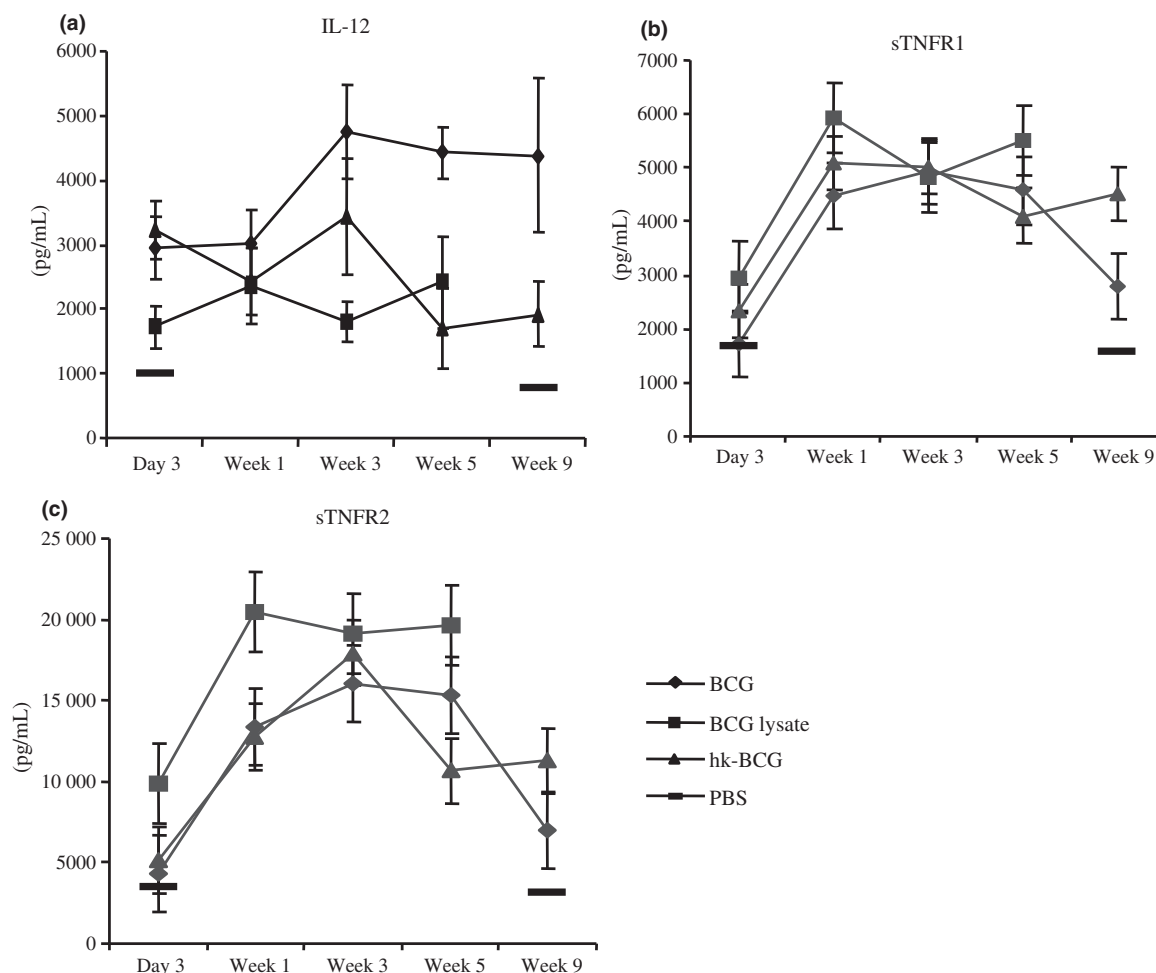 (a)
IL-12
6000
5000
4000
3000
2000
1000
0
(pg/mL)
Day 3 Week 1 Week 3 Week 5 Week 9
(b)
sTNFR1
7000
6000
5000
4000
3000
2000
1000
0
(pg/mL)
Day 3 Week 1 Week 3 Week 5 Week 9
(c)
sTNFR2
25 000
20 000
15 000
10 000
5000
0
(pg/mL)
Day 3 Week 1 Week 3 Week 5 Week 9
BCG
BCG lysate
hk-BCG
PBS